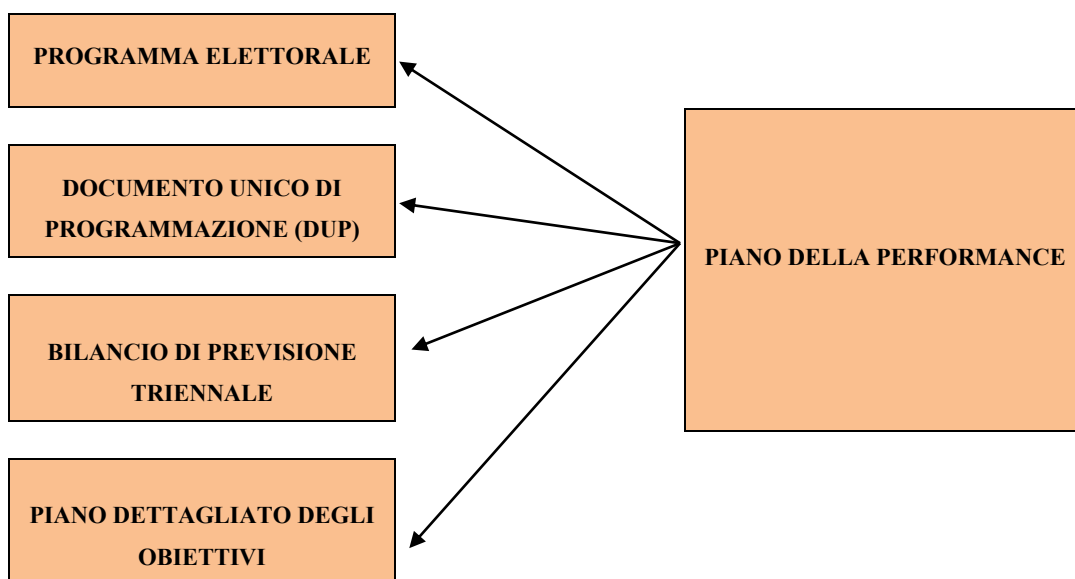 PROGRAMMA ELETTORALE
DOCUMENTO UNICO DI
PROGRAMMAZIONE (DUP)
BILANCIO DI PREVISIONE
TRIENNALE
PIANO DETTAGLIATO DEGLI
OBIETTIVI
PIANO DELLA PERFORMANCE